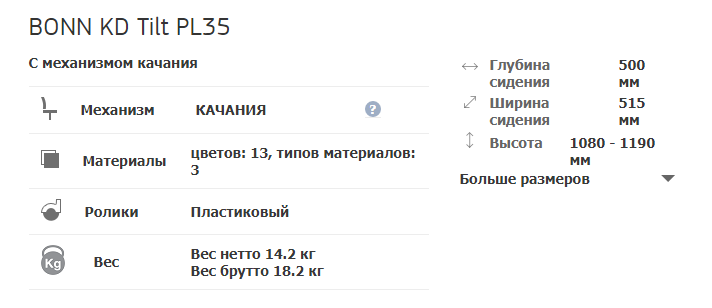 BONN KD Tilt PL35
С механизмом качания
Механизм КАЧАНИЯ ?
Материалы цветов: 13, типов материалов:
3
Ролики Пластиковый
Kg Вес Вес нетто 14.2 кг
Вес брутто 18.2 кг
Глубина 500
сидения мм
Ширина 515
сидения мм
Высота 1080 - 1190
мм
Больше размеров